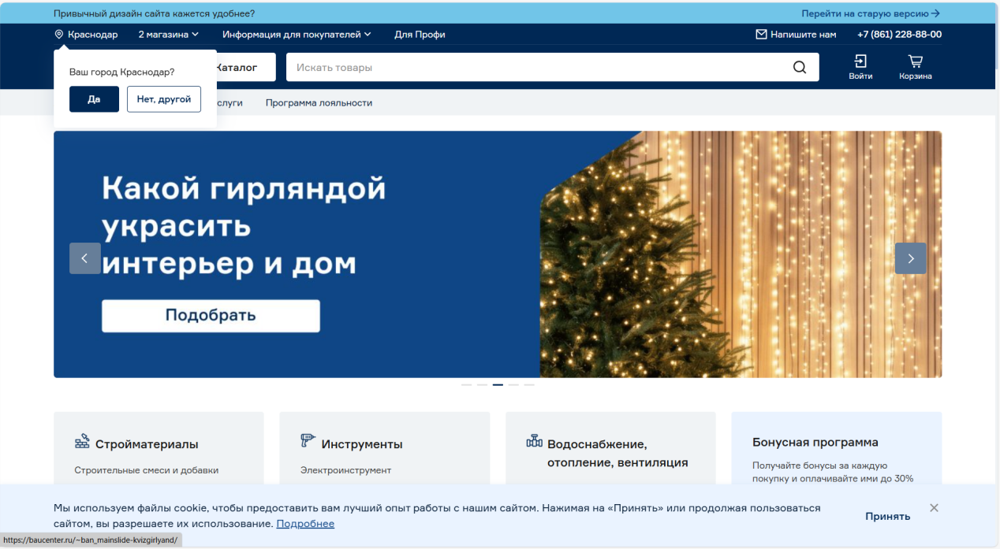 Привычный дизайн сайта кажется удобнее?
Перейти на старую версию
Краснодар
2 магазина
Информация для покупателей
Для Профи
Напишите нам
+7 (861) 228-88-00
Ваш город Краснодар?
Да
Нет, другой
Каталог
Искать товары
Войти
Корзина
слуги
Программа лояльности
Какой гирляндой
украсить
интерьер и дом
Подобрать
Стройматериалы
Строительные смеси и добавки
Инструменты
Электроинструмент
Водоснабжение,
отопление, вентиляция
Бонусная программа
Получайте бонусы за каждую
покупку и оплачивайте ими до 30%
Мы используем файлы cookie, чтобы предоставить вам лучший опыт работы с нашим сайтом. Нажимая на «Принять» или продолжая пользоваться
сайтом, вы разрешаете их использование. Подробнее
Принять
https://baucenter.ru/~ban_mainslide-kvizgirlyand/